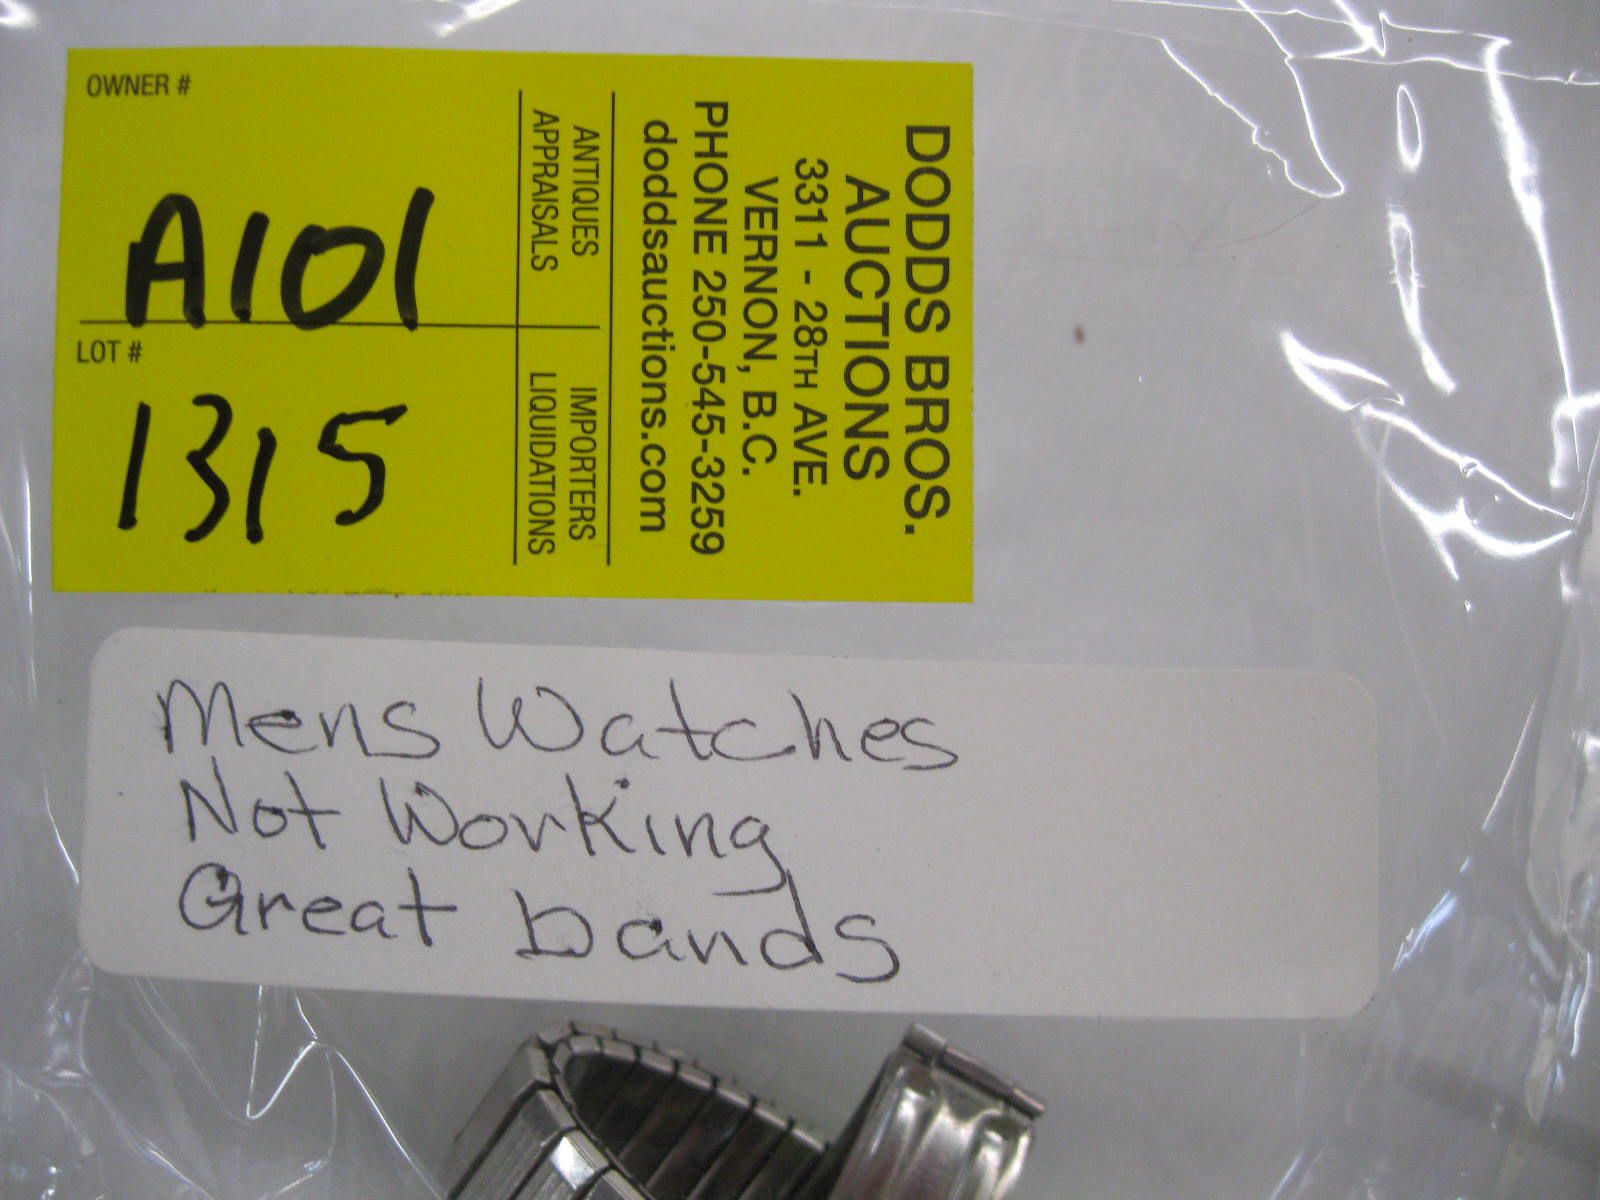 OWNER #
A101
LOT #
1315
DODDS BROS.
AUCTIONS
3311 - 28TH AVE.
VERNON, B.C.
PHONE 250-545-3259
doddsauctions.com
ANTIQUES IMPORTERS
APPRAISALS LIQUIDATIONS
Mens Watches
Not Working
Great bands